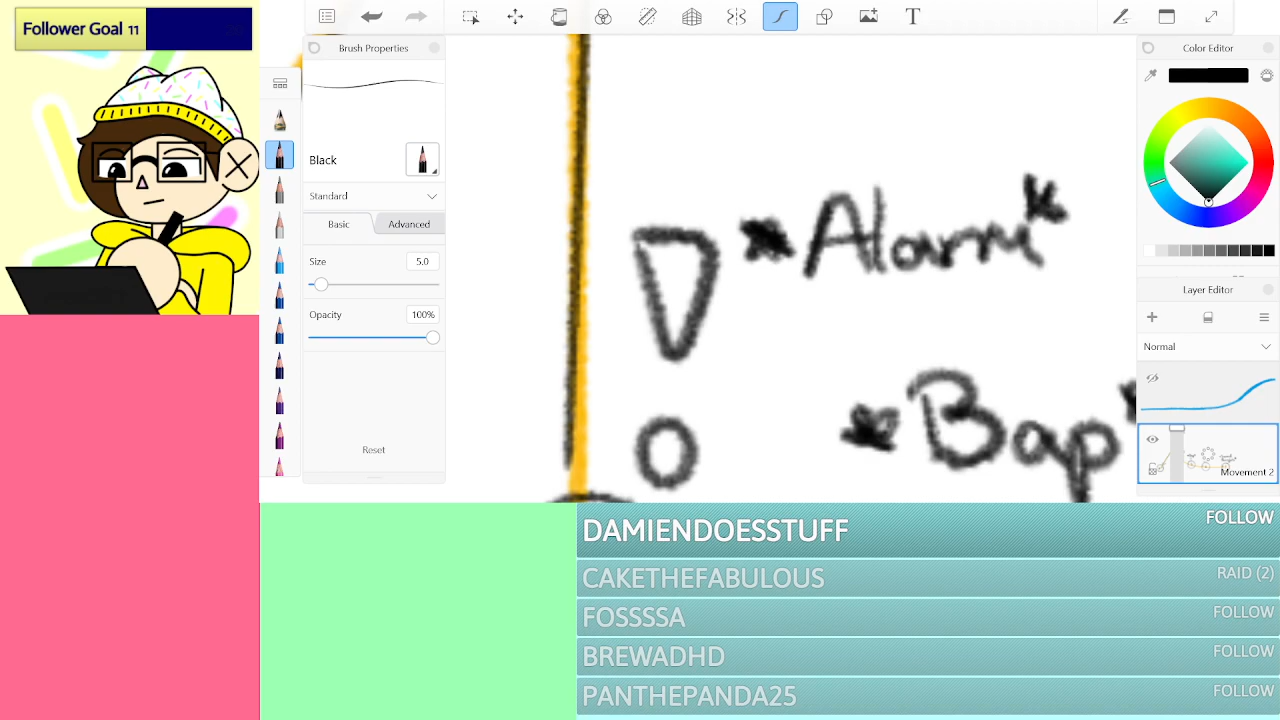 Follower Goal 11
T
Brush Properties
Black
Standard
Basic Advanced
Size 5.0
Opacity 100%
Reset
*Alarm*
*Bap*
Color Editor
Layer Editor
Normal
Movement 2
DAMIENDOESSTUFF FOLLOW
CAKETHEFABULOUS RAID (2)
FOSSSSA FOLLOW
BREWADHD FOLLOW
PANTHEPANDA25 FOLLOW